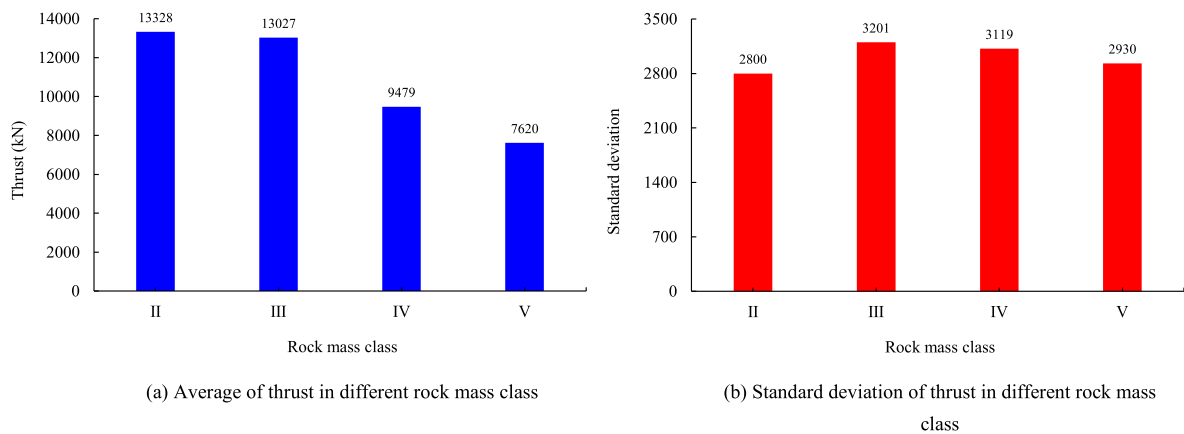 14000
12000
10000
8000
6000
4000
2000
0
Thrust (kN)
13328
13027
9479
7620
II
III
IV
V
Rock mass class
(a) Average of thrust in different rock mass class
3500
2800
2100
1400
700
0
Standard deviation
2800
3201
3119
2930
II
III
IV
V
Rock mass class
(b) Standard deviation of thrust in different rock mass
class